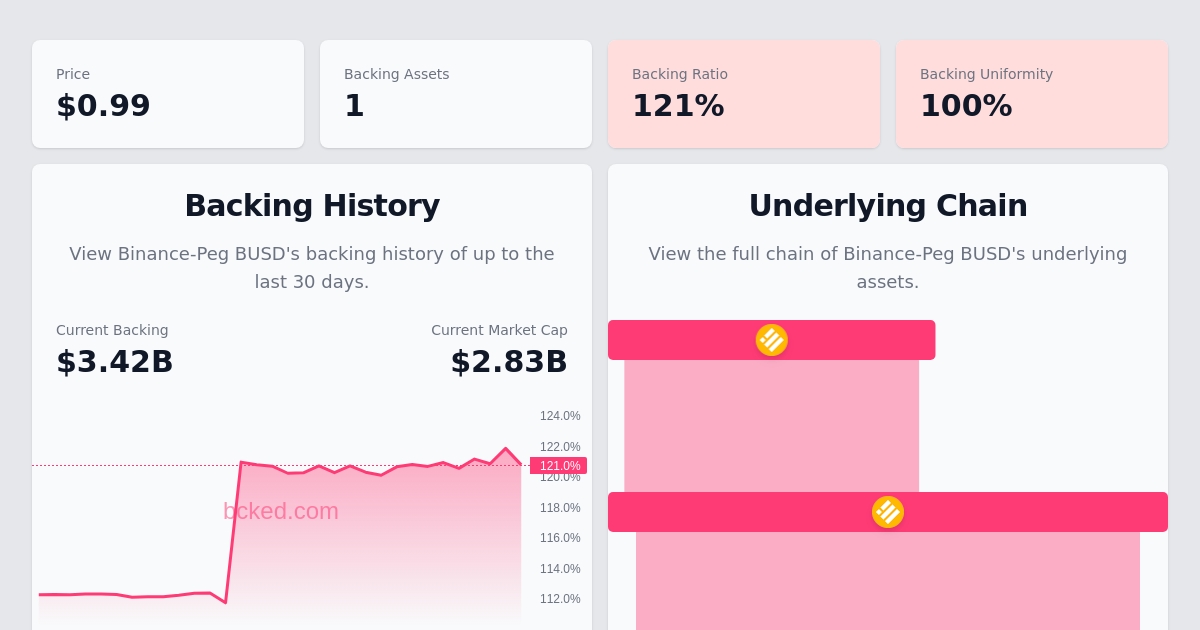 Price
$0.99
Backing Assets
1
Backing Ratio
121%
Backing Uniformity
100%
Backing History
View Binance-Peg BUSD's backing history of up to the
last 30 days.
Current Backing
$3.42B
Current Market Cap
$2.83B
124.0%
122.0%
121.0%
120.0%
118.0%
116.0%
114.0%
112.0%
bcked.com
Underlying Chain
View the full chain of Binance-Peg BUSD's underlying
assets.